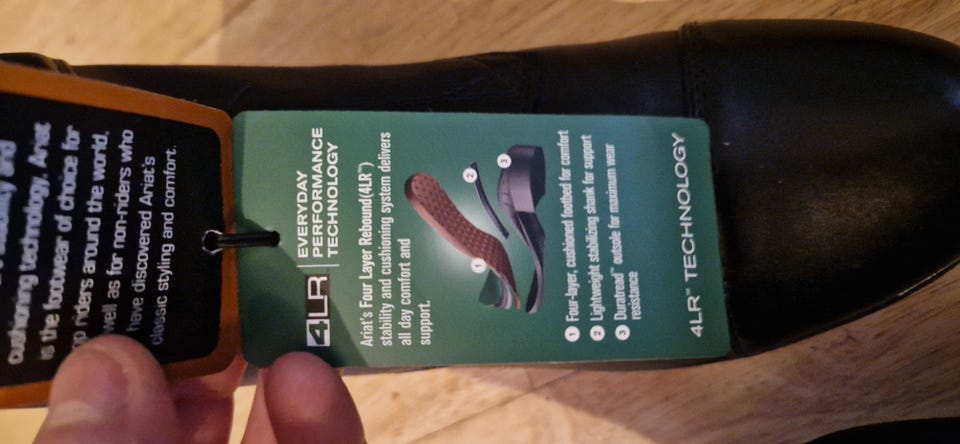 cushioning technology, Ariat
is the footwear of choice for
go riders around the world,
well as for non-riders who
have discovered Ariat's
classic styling and comfort.
4LR
EVERYDAY
PERFORMANCE
TECHNOLOGY
Ariat's Four Layer Rebound(4LR™)
stability and cushioning system delivers
all day comfort and
support.
1
2
3
1 Four-layer, cushioned footbed for comfort
2 Lightweight stabilizing shank for support
3 Duratread™ outsole for maximum wear
resistance
4LR™ TECHNOLOGY